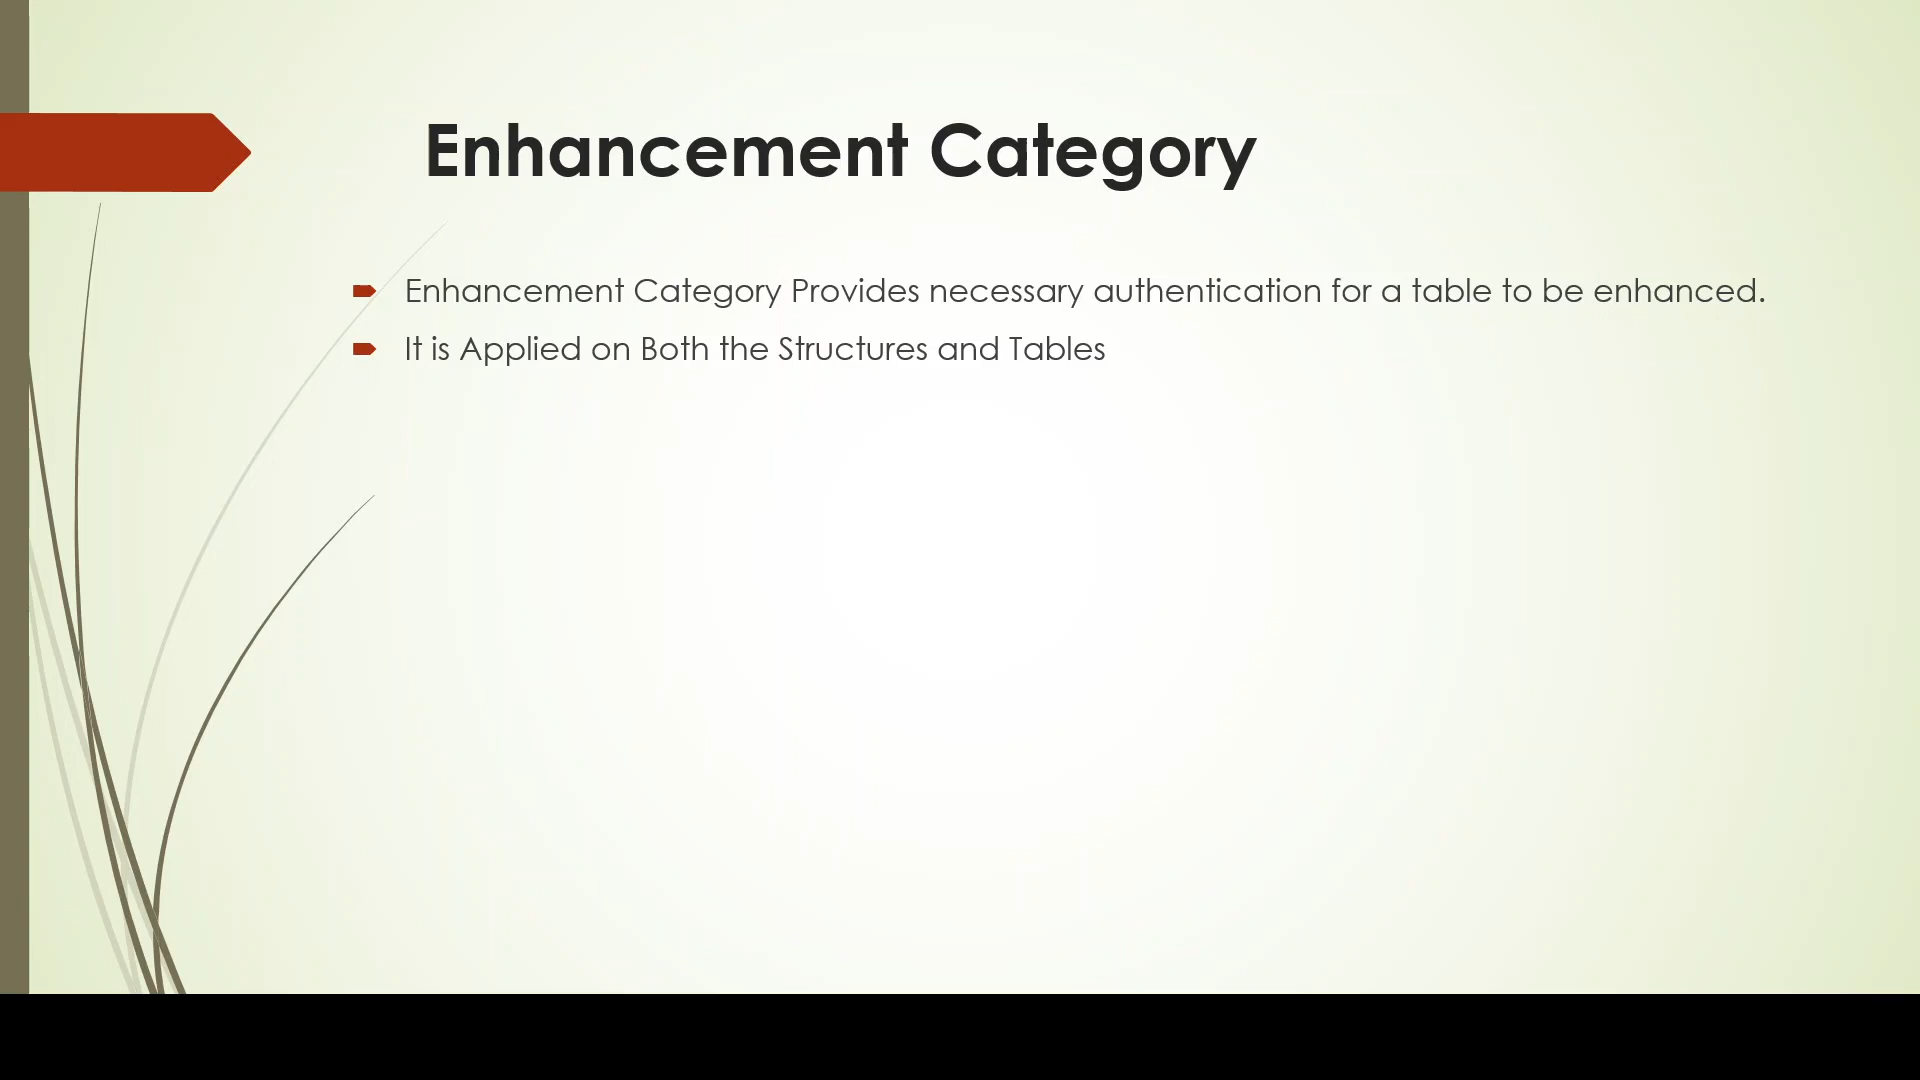 Enhancement Category
Enhancement Category Provides necessary authentication for a table to be enhanced.
It is Applied on Both the Structures and Tables